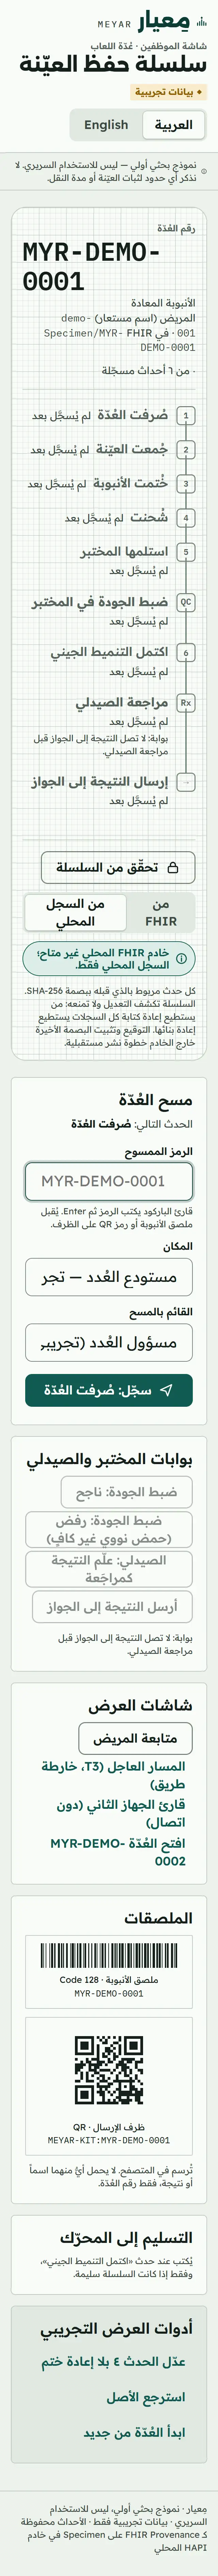 مِعيار MEYAR
شاشة الموظفين · عُدّة اللعاب
سلسلة حفظ العيّنة
بيانات تجريبية
العربية
English
نموذج بحثي أولي — ليس للاستخدام السريري. لا
نذكر أي حدود لثبات العيّنة أو مدة النقل.
رقم العُدّة
MYR-DEMO-
0001
الأنبوبة المعادة
المريض (اسم مستعار) demo-
001 · في FHIR Specimen/MYR-
DEMO-0001
· من ٦ أحداث مسجّلة
1 صُرفت العُدّة لم يُسجَّل بعد
2 جُمعت العيّنة لم يُسجَّل بعد
3 خُتمت الأنبوبة لم يُسجَّل بعد
4 شُحنت لم يُسجَّل بعد
5 استلمها المختبر
لم يُسجَّل بعد
QC ضبط الجودة في المختبر
لم يُسجَّل بعد
6 اكتمل التنميط الجيني
لم يُسجَّل بعد
Rx مراجعة الصيدلي
لم يُسجَّل بعد
بوابة: لا تصل النتيجة إلى الجواز قبل
مراجعة الصيدلي.
→ إرسال النتيجة إلى الجواز
لم يُسجَّل بعد
تحقّق من السلسلة
من
FHIR
من السجل
المحلي
خادم FHIR المحلي غير متاح؛
السجل المحلي فقط.
كل حدث مربوط بالذي قبله ببصمة SHA-256.
السلسلة تكشف التعديل ولا تمنعه: من
يستطيع إعادة كتابة كل السجلات يستطيع
إعادة بنائها. التوقيع وتثبيت البصمة الأخيرة
خارج الخادم خطوة نشر مستقبلية.
مسح العُدّة
الحدث التالي: صُرفت العُدّة
الرمز الممسوح
MYR-DEMO-0001
قارئ الباركود يكتب الرمز ثم Enter. يُقبل
ملصق الأنبوبة أو رمز QR على الظرف.
المكان
مستودع العُدد — تجر
القائم بالمسح
مسؤول العُدد (تجريبي
سجّل: صُرفت العُدّة
بوابات المختبر والصيدلي
ضبط الجودة: ناجح
ضبط الجودة: رفض
(حمض نووي غير كافٍ)
الصيدلي: علّم النتيجة
كمراجَعة
أرسل النتيجة إلى الجواز
بوابة: لا تصل النتيجة إلى الجواز قبل
مراجعة الصيدلي.
شاشات العرض
متابعة المريض
المسار العاجل (T3، خارطة
طريق)
قارئ الجهاز الثاني (دون
اتصال)
افتح العُدّة MYR-DEMO-
0002
الملصقات
ملصق الأنبوبة · Code 128
MYR-DEMO-0001
ظرف الإرسال · QR
MEYAR-KIT:MYR-DEMO-0001
تُرسم في المتصفح. لا يحمل أيٌّ منهما اسماً
أو نتيجة، فقط رقم العُدّة.
التسليم إلى المحرّك
يُكتب عند حدث «اكتمل التنميط الجيني»،
وفقط إذا كانت السلسلة سليمة.
أدوات العرض التجريبي
عدّل الحدث ٤ بلا إعادة ختم
استرجع الأصل
ابدأ العُدّة من جديد
مِعيار · نموذج بحثي أولي، ليس للاستخدام
السريري · بيانات تجريبية فقط · الأحداث محفوظة
كـ FHIR Provenance على Specimen في خادم
HAPI المحلي